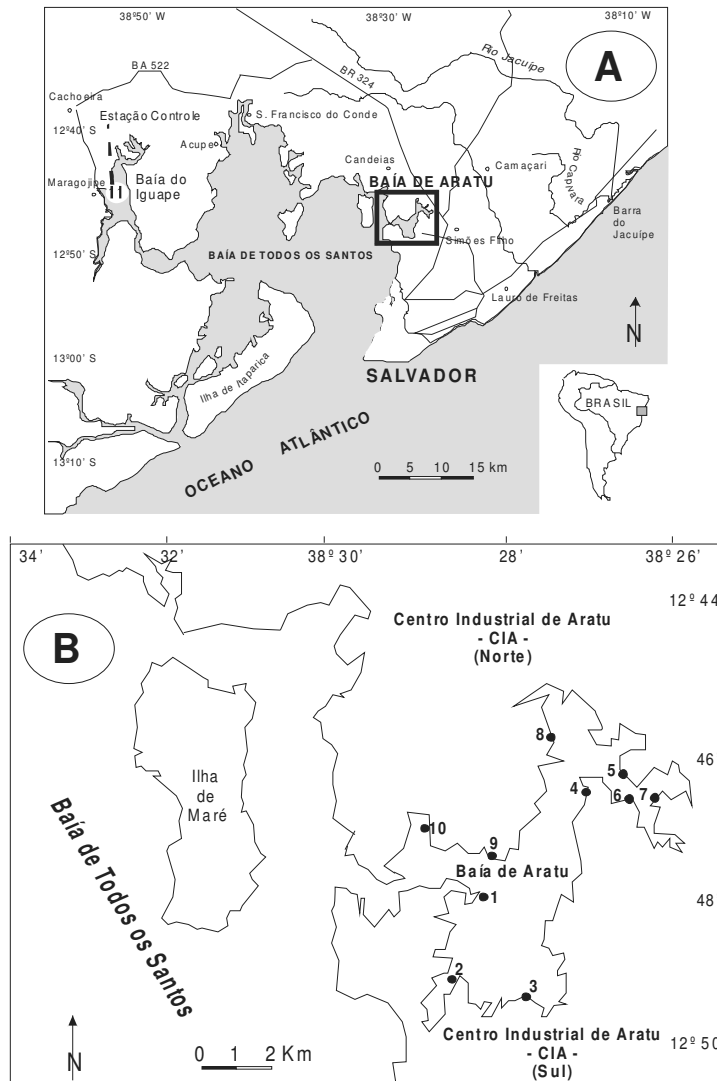 38º50' W
38º30' W
38º10' W
A
BA 522
BR 324
Rio Jacuípe
Cachoeira
Estação Controle
S. Francisco do Conde
12º40' S
Acupe
Candeias
Camaçari
Rio Capivara
Maragojipe
11
Baía do
Iguape
BAÍA DE ARATU
Barra
do
Jacuípe
Simões Filho
12º50' S
BAÍA DE TODOS OS SANTOS
Lauro de Freitas
N
13º00' S
Ilha de Itaparica
SALVADOR
BRASIL
OCEANO ATLÂNTICO
13º10' S
0 5 15 km
34'
32'
38º 30'
28'
38º 26'
12º 44
B
Centro Industrial de Aratu
- CIA -
(Norte)
8
46
5
Ilha
de
Maré
4
6
7
10
9
Baía de Aratu
Baía de Todos os Santos
1
48
2
3
Centro Industrial de Aratu
- CIA -
(Sul)
12º 50
N
0 1 2 Km